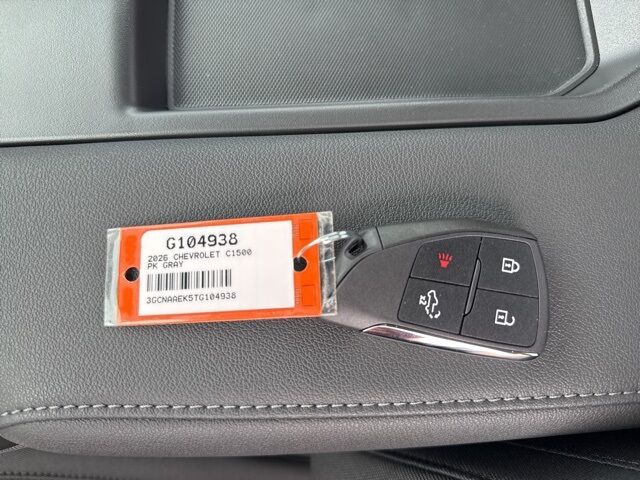 G104938
2026 CHEVROLET C1500
PK GRAY
3GCNAAEK5TG104938